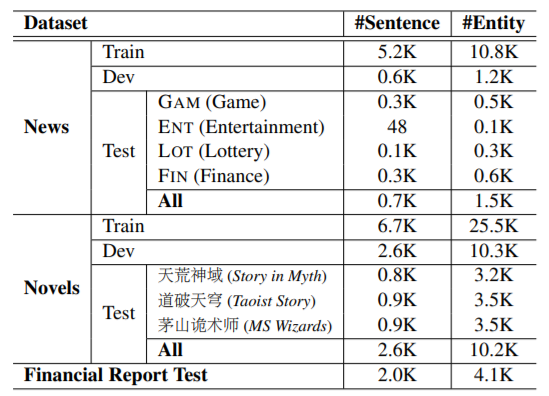 Dataset #Sentence #Entity
News Train 5.2K 10.8K
Dev 0.6K 1.2K
Test GAM (Game) 0.3K 0.5K
ENT (Entertainment) 48 0.1K
LOT (Lottery) 0.1K 0.3K
FIN (Finance) 0.3K 0.6K
All 0.7K 1.5K
Novels Train 6.7K 25.5K
Dev 2.6K 10.3K
Test 天荒神域 (Story in Myth) 0.8K 3.2K
道破天穹 (Taoist Story) 0.9K 3.5K
茅山诡术师 (MS Wizards) 0.9K 3.5K
All 2.6K 10.2K
Financial Report Test 2.0K 4.1K